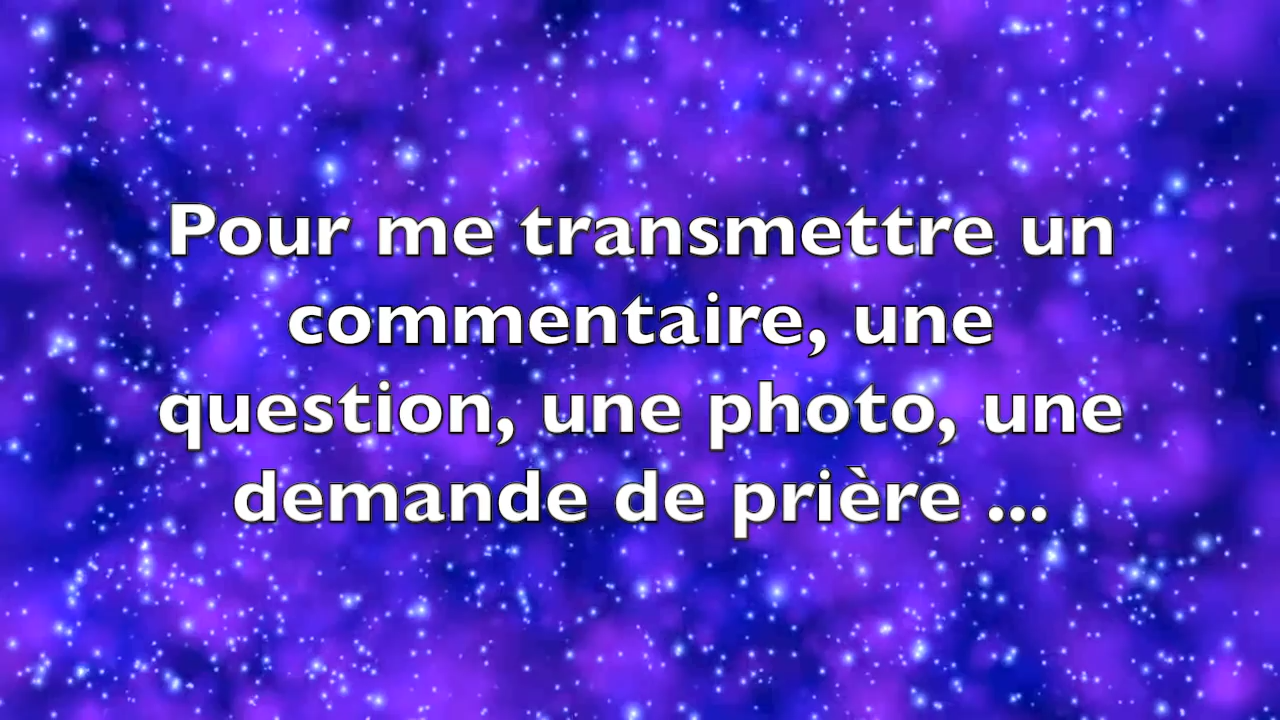 Pour me transmettre un
commentaire, une
question, une photo, une
demande de prière ...